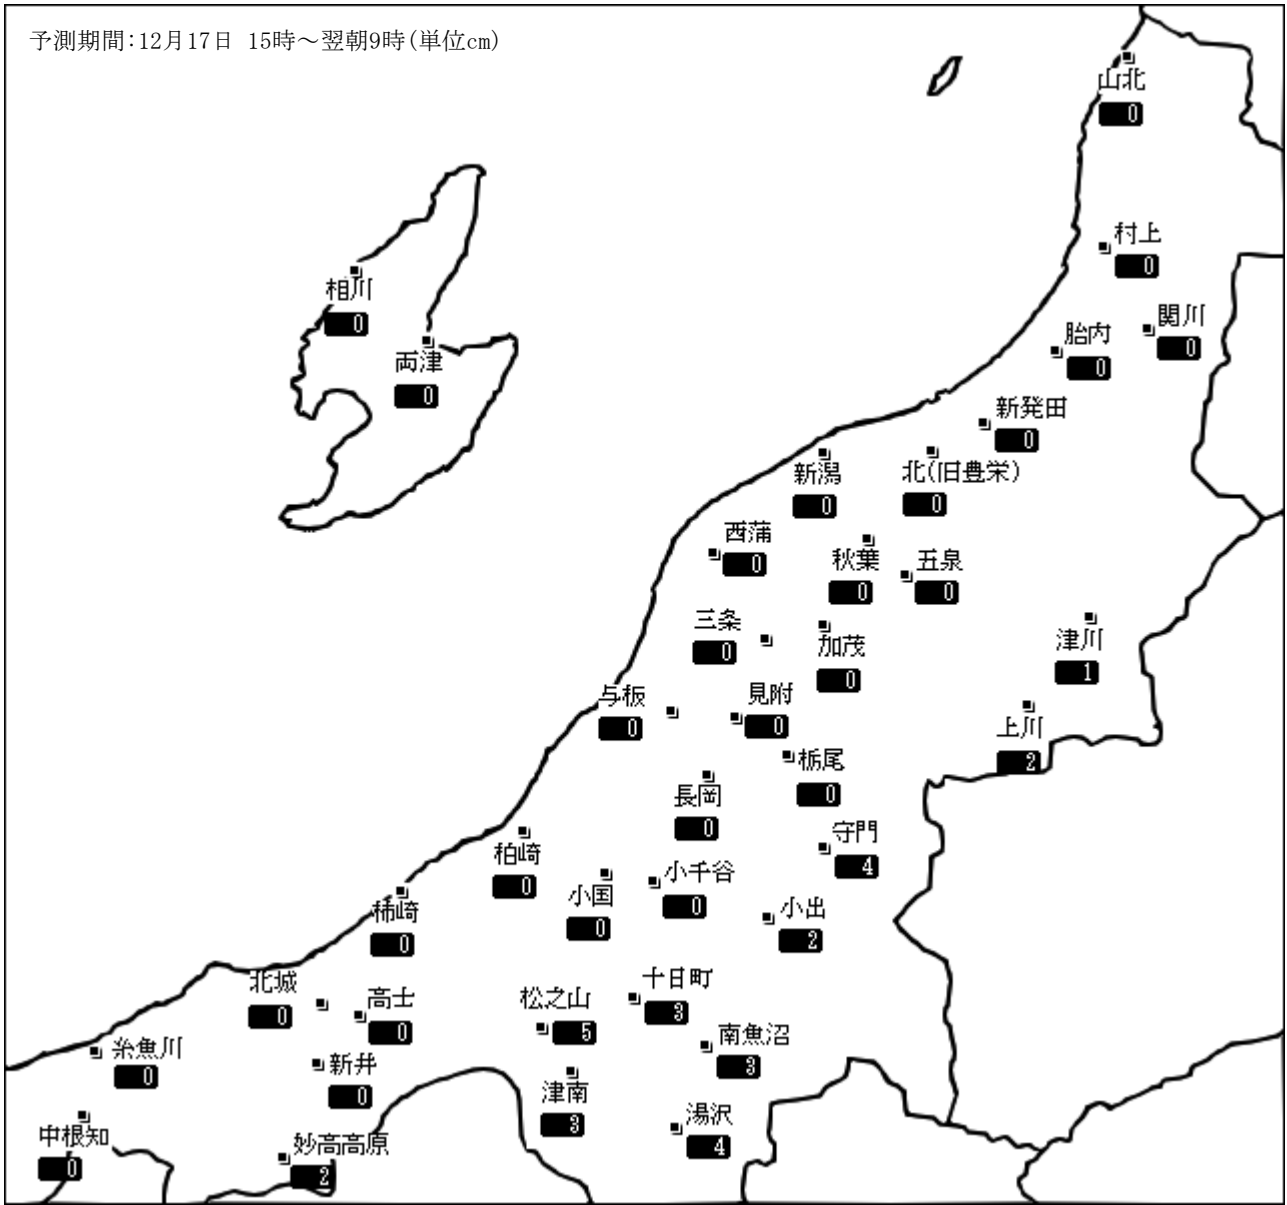 予測期間:12月17日 15時～翌朝9時(単位cm)
山北
0
村上
0
相川
0
関川
0
胎内
0
両津
0
新発田
0
新潟
0
北(旧豊栄)
0
西蒲
0
秋葉
0
五泉
0
三条
0
加茂
0
津川
1
与板
0
見附
0
上川
2
栃尾
0
長岡
0
守門
4
柏崎
0
小千谷
0
小国
0
小出
2
柿崎
0
北城
0
高士
0
松之山
5
十日町
3
南魚沼
3
糸魚川
0
新井
0
津南
3
湯沢
4
中根知
0
妙高高原
2